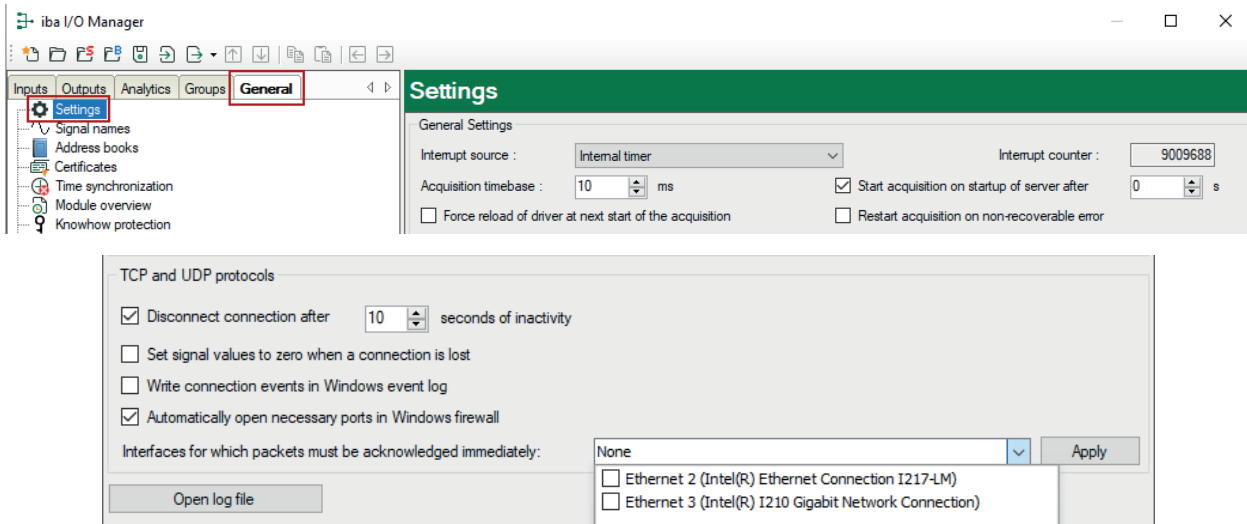 iba I/O Manager
Inputs Outputs Analytics Groups General
Settings
Signal names
Address books
Certificates
Time synchronization
Module overview
Knowhow protection
Settings
General Settings
Interrupt source : Internal timer Interrupt counter : 9009688
Acquisition timebase : 10 ms Start acquisition on startup of server after 0 s
Force reload of driver at next start of the acquisition Restart acquisition on non-recoverable error
TCP and UDP protocols
Disconnect connection after 10 seconds of inactivity
Set signal values to zero when a connection is lost
Write connection events in Windows event log
Automatically open necessary ports in Windows firewall
Interfaces for which packets must be acknowledged immediately: None Apply
Ethernet 2 (Intel(R) Ethernet Connection I217-LM)
Ethernet 3 (Intel(R) I210 Gigabit Network Connection)
Open log file